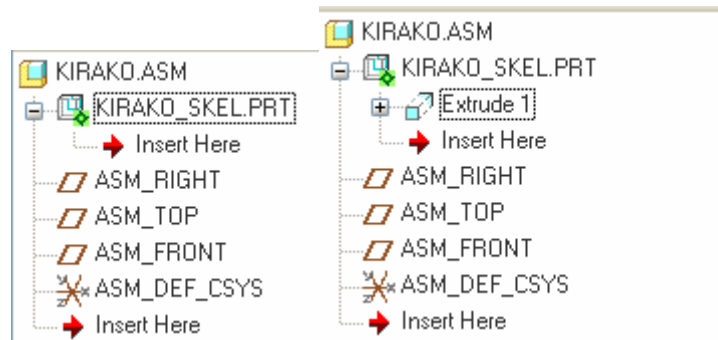 KIRAKO.ASM
KIRAKO_SKEL.PRT
Insert Here
ASM_RIGHT
ASM_TOP
ASM_FRONT
ASM_DEF_CSYS
Insert Here
KIRAKO.ASM
KIRAKO_SKEL.PRT
Extrude 1
Insert Here
ASM_RIGHT
ASM_TOP
ASM_FRONT
ASM_DEF_CSYS
Insert Here